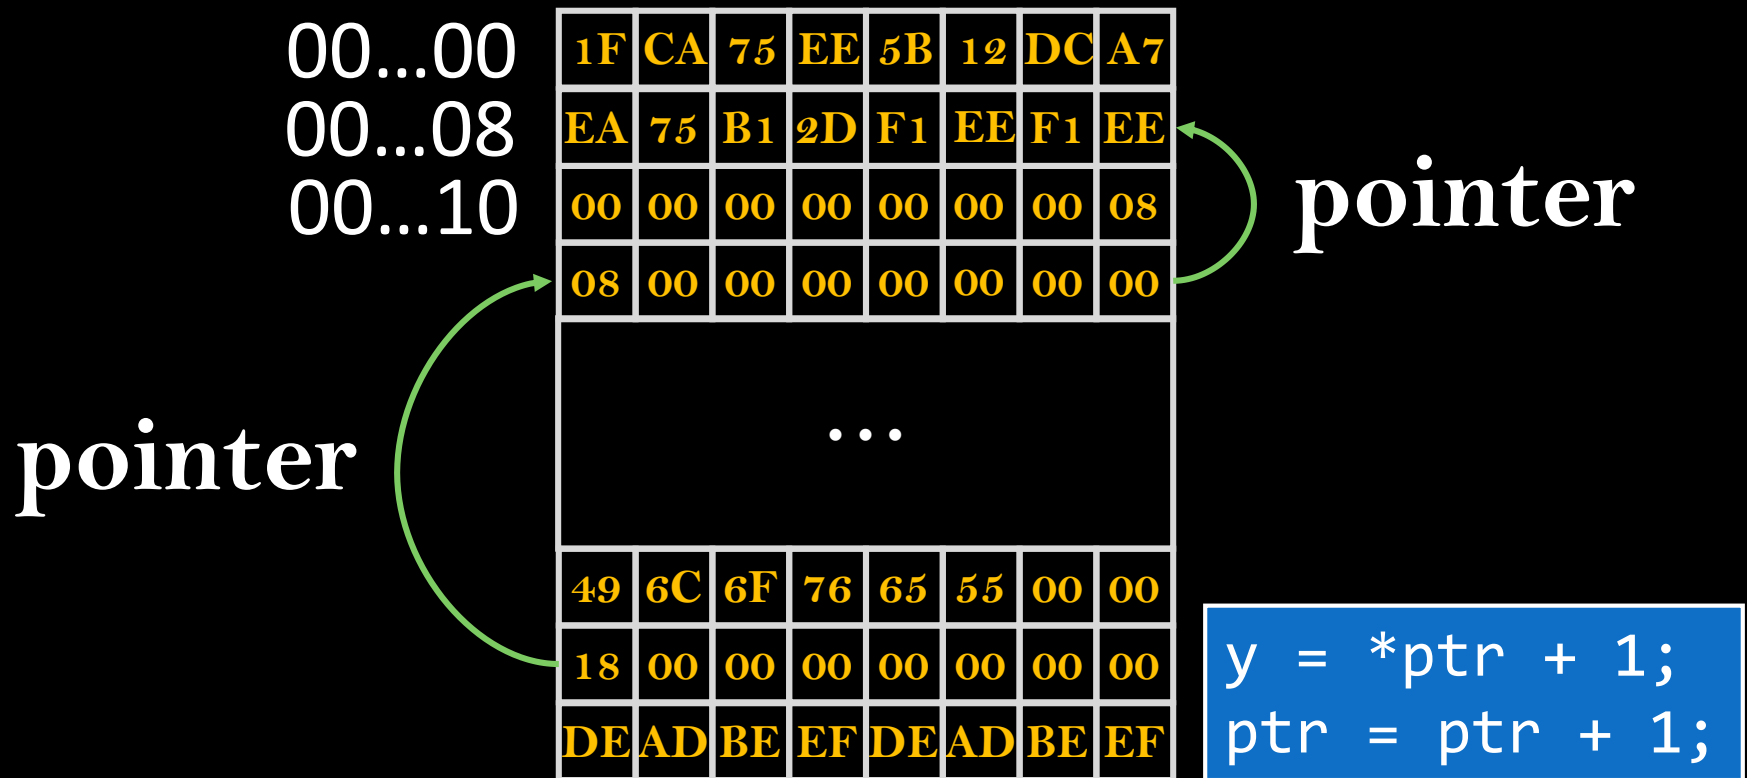 00...00 1F CA 75 EE 5B 12 DC A7
00...08 EA 75 B1 2D F1 EE F1 EE
00...10 00 00 00 00 00 00 00 08
pointer
08 00 00 00 00 00 00 00
...
pointer
49 6C 6F 76 65 55 00 00
18 00 00 00 00 00 00 00
DE AD BE EF DE AD BE EF
y = *ptr + 1;
ptr = ptr + 1;